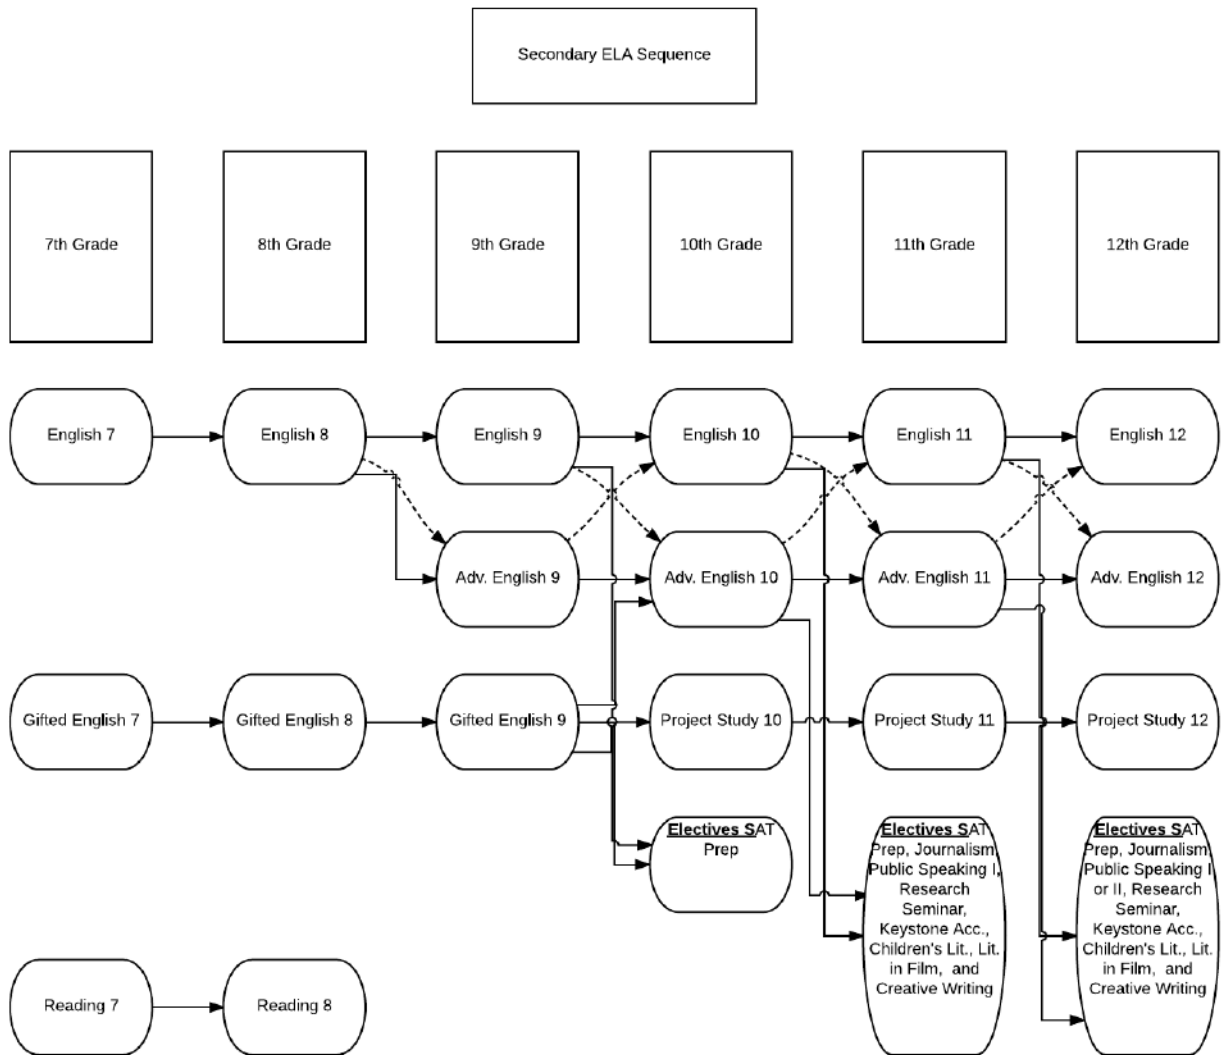 Secondary ELA Sequence
7th Grade
8th Grade
9th Grade
10th Grade
11th Grade
12th Grade
English 7
English 8
English 9
English 10
English 11
English 12
Adv. English 9
Adv. English 10
Adv. English 11
Adv. English 12
Gifted English 7
Gifted English 8
Gifted English 9
Project Study 10
Project Study 11
Project Study 12
Electives SAT
Prep
Electives SAT
Prep, Journalism,
Public Speaking I,
Research
Seminar,
Keystone Acc.,
Children's Lit., Lit.
in Film, and
Creative Writing
Electives SAT
Prep, Journalism,
Public Speaking I
or II, Research
Seminar,
Keystone Acc.,
Children's Lit., Lit.
in Film, and
Creative Writing
Reading 7
Reading 8